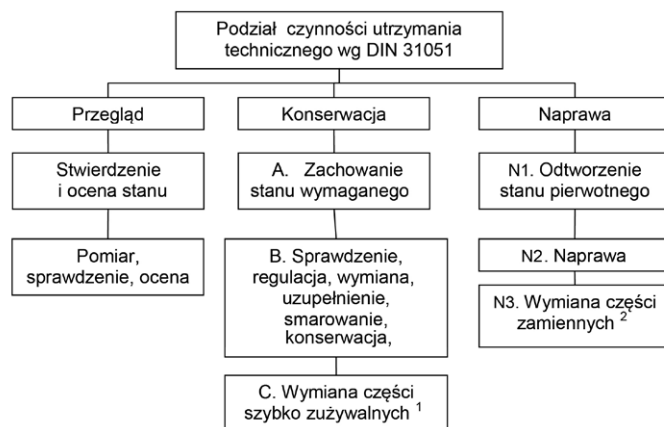 Podział czynności utrzymania
technicznego wg DIN 31051
Przegląd
Konserwacja
Naprawa
Stwierdzenie
i ocena stanu
A. Zachowanie
stanu wymaganego
N1. Odtworzenie
stanu pierwotnego
Pomiar,
sprawdzenie, ocena
B. Sprawdzenie,
regulacja, wymiana,
uzupełnienie,
smarowanie,
konserwacja,
N2. Naprawa
N3. Wymiana części
zamiennych ²
C. Wymiana części
szybko zużywalnych ¹